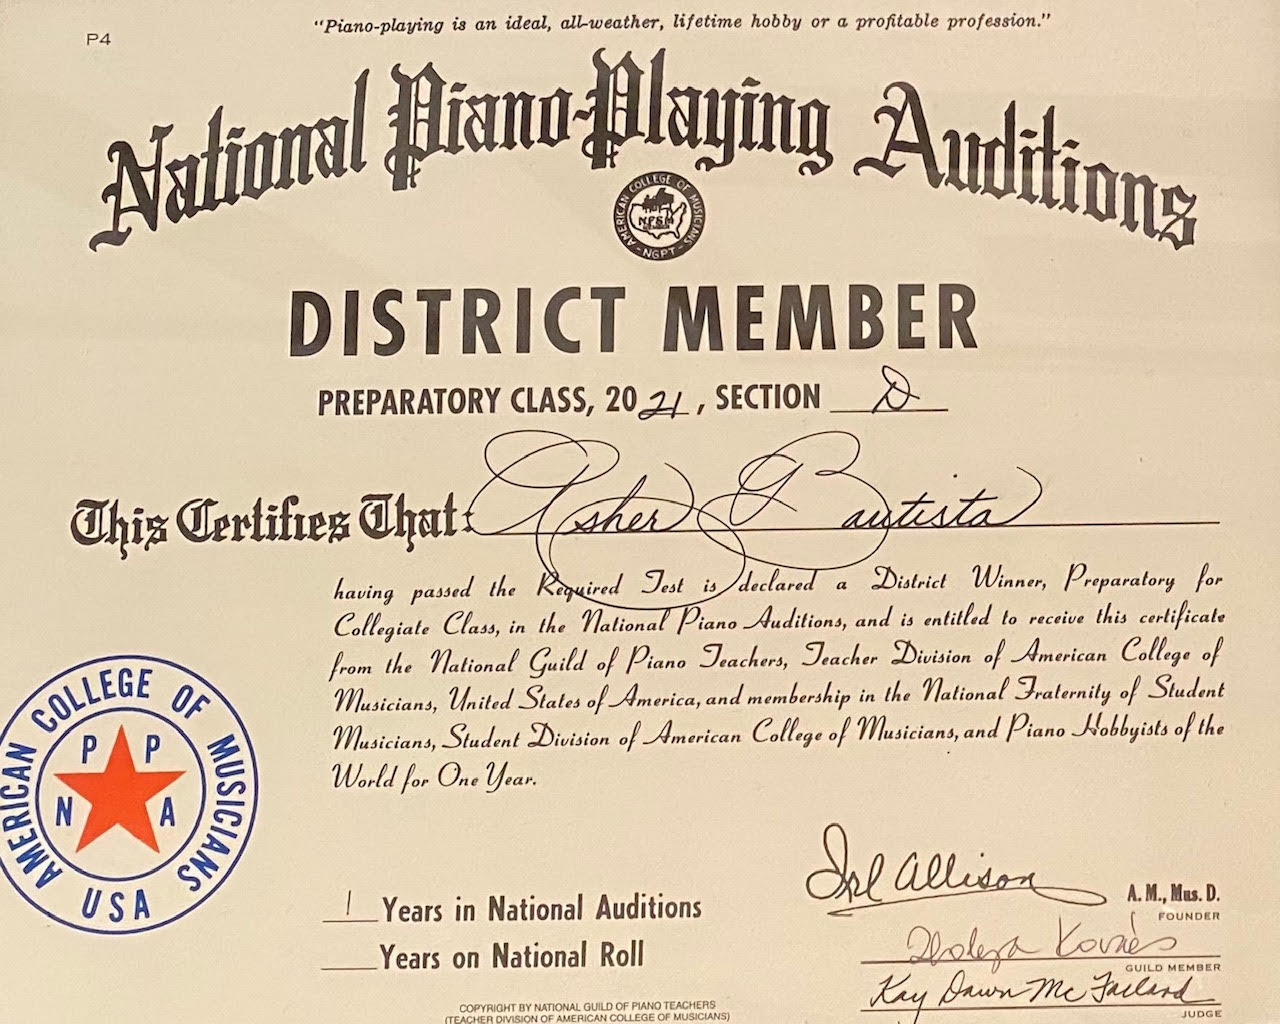 "Piano-playing is an ideal, all-weather, lifetime hobby or a profitable profession."
P4
National Piano-Playing Auditions
AMERICAN COLLEGE OF MUSICIANS
NFSM
NGPT
DISTRICT MEMBER
PREPARATORY CLASS, 2021, SECTION D
This Certifies That: Asher Bautista
having passed the Required Test is declared a District Winner, Preparatory for
Collegiate Class, in the National Piano Auditions, and is entitled to receive this certificate
from the National Guild of Piano Teachers, Teacher Division of American College of
Musicians, United States of America, and membership in the National Fraternity of Student
Musicians, Student Division of American College of Musicians, and Piano Hobbyists of the
World for One Year.
AMERICAN COLLEGE OF MUSICIANS
P P
N A
USA
Irl Allison A. M., Mus. D.
FOUNDER
1 Years in National Auditions
Years on National Roll
GUILD MEMBER
Kay Dawn
JUDGE
COPYRIGHT BY NATIONAL GUILD OF PIANO TEACHERS
(TEACHER DIVISION OF AMERICAN COLLEGE OF MUSICIANS)